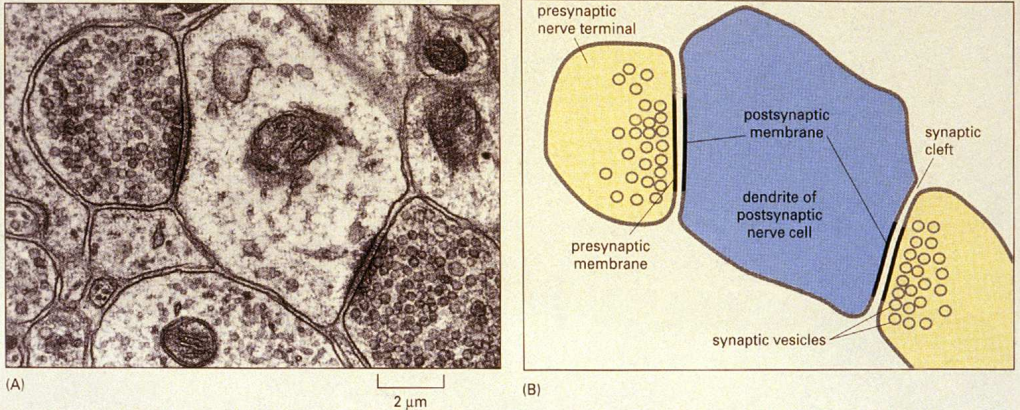 presynaptic
nerve terminal
postsynaptic
membrane
synaptic
cleft
dendrite of
postsynaptic
nerve cell
presynaptic
membrane
synaptic vesicles
(A)
2 μm
(B)